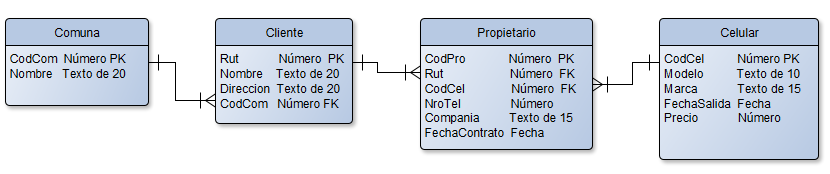 Comuna
CodCom Número PK
Nombre Texto de 20
Cliente
Rut Número PK
Nombre Texto de 20
Direccion Texto de 20
CodCom Número FK
Propietario
CodPro Número PK
Rut Número FK
CodCel Número FK
NroTel Número
Compania Texto de 15
FechaContrato Fecha
Celular
CodCel Número PK
Modelo Texto de 10
Marca Texto de 15
FechaSalida Fecha
Precio Número